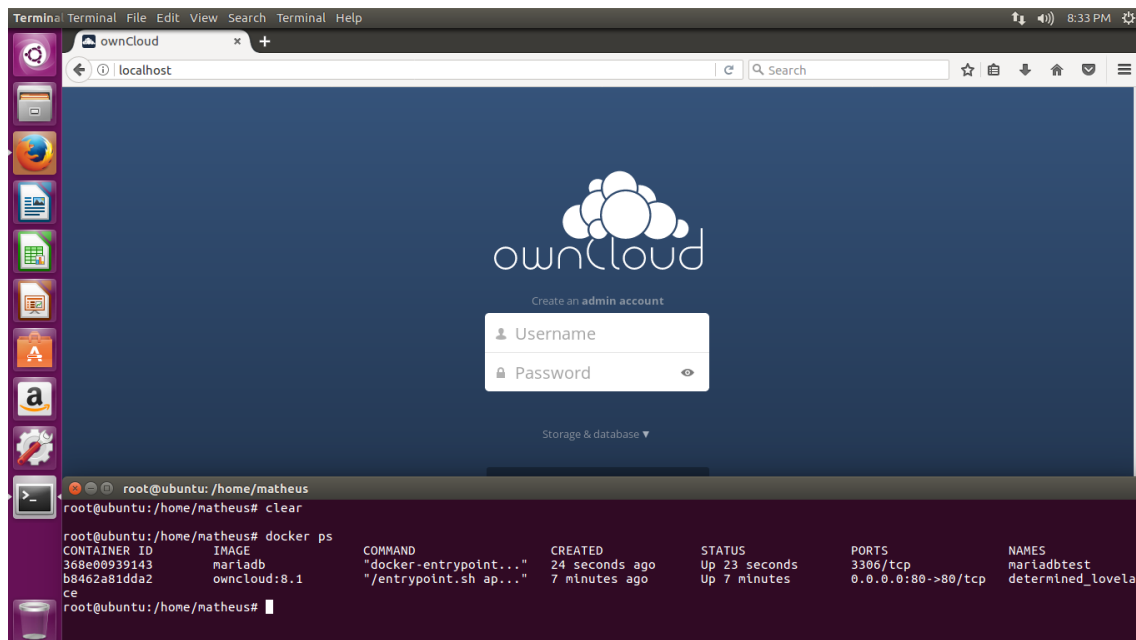 Terminal Terminal File Edit View Search Terminal Help 8:33 PM
ownCloud × +
localhost Search
ownCloud
Create an admin account
Username
Password
Storage & database ▼
a
root@ubuntu: /home/matheus
root@ubuntu:/home/matheus# clear
root@ubuntu:/home/matheus# docker ps
CONTAINER ID IMAGE COMMAND CREATED STATUS PORTS NAMES
368e00939143 mariadb "docker-entrypoint..." 24 seconds ago Up 23 seconds 3306/tcp mariadbtest
b8462a81dda2 owncloud:8.1 "/entrypoint.sh ap..." 7 minutes ago Up 7 minutes 0.0.0.0:80->80/tcp determined_lovela
ce
root@ubuntu:/home/matheus#